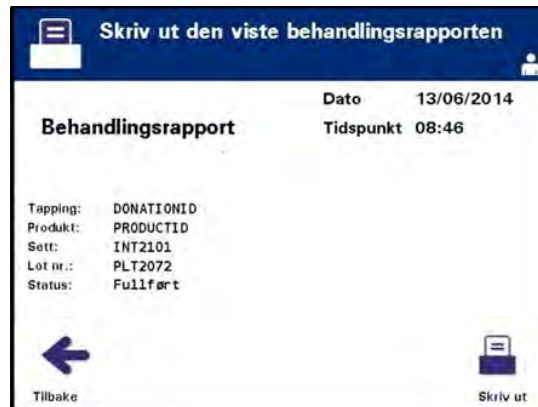 Skriv ut den viste behandlingsrapporten
Dato 13/06/2014
Behandlingsrapport
Tidspunkt 08:46
Tapping: DONATIONID
Produkt: PRODUCTID
Sett: INT2101
Lot nr.: PLT2072
Status: Fullført
Tilbake
Skriv ut